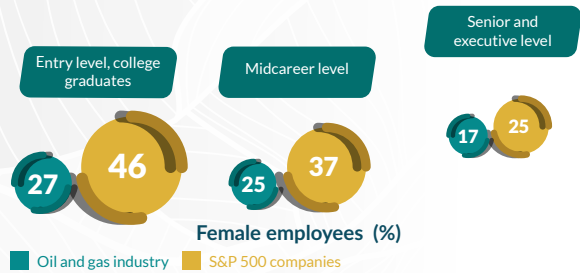 Entry level, college
graduates
Midcareer level
Senior and
executive level
27
46
25
37
17
25
Female employees (%)
Oil and gas industry
S&P 500 companies